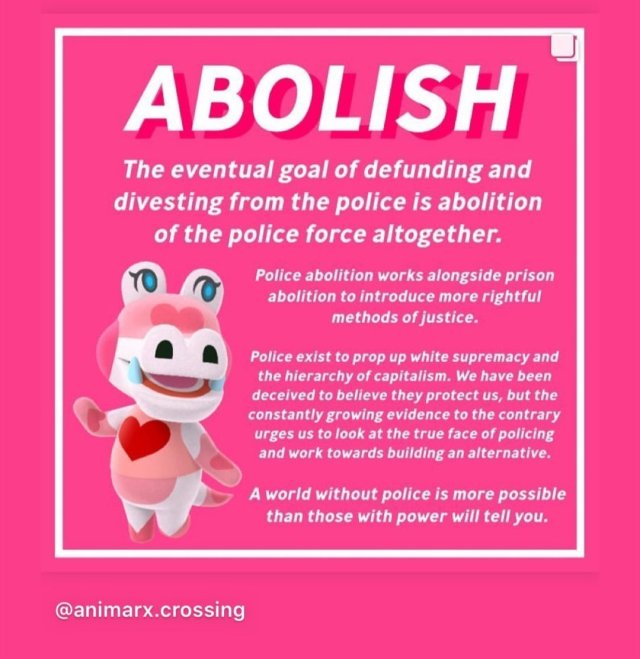 ABOLISH
The eventual goal of defunding and
divesting from the police is abolition
of the police force altogether.
Police abolition works alongside prison
abolition to introduce more rightful
methods of justice.
Police exist to prop up white supremacy and
the hierarchy of capitalism. We have been
deceived to believe they protect us, but the
constantly growing evidence to the contrary
urges us to look at the true face of policing
and work towards building an alternative.
A world without police is more possible
than those with power will tell you.
@animarx.crossing